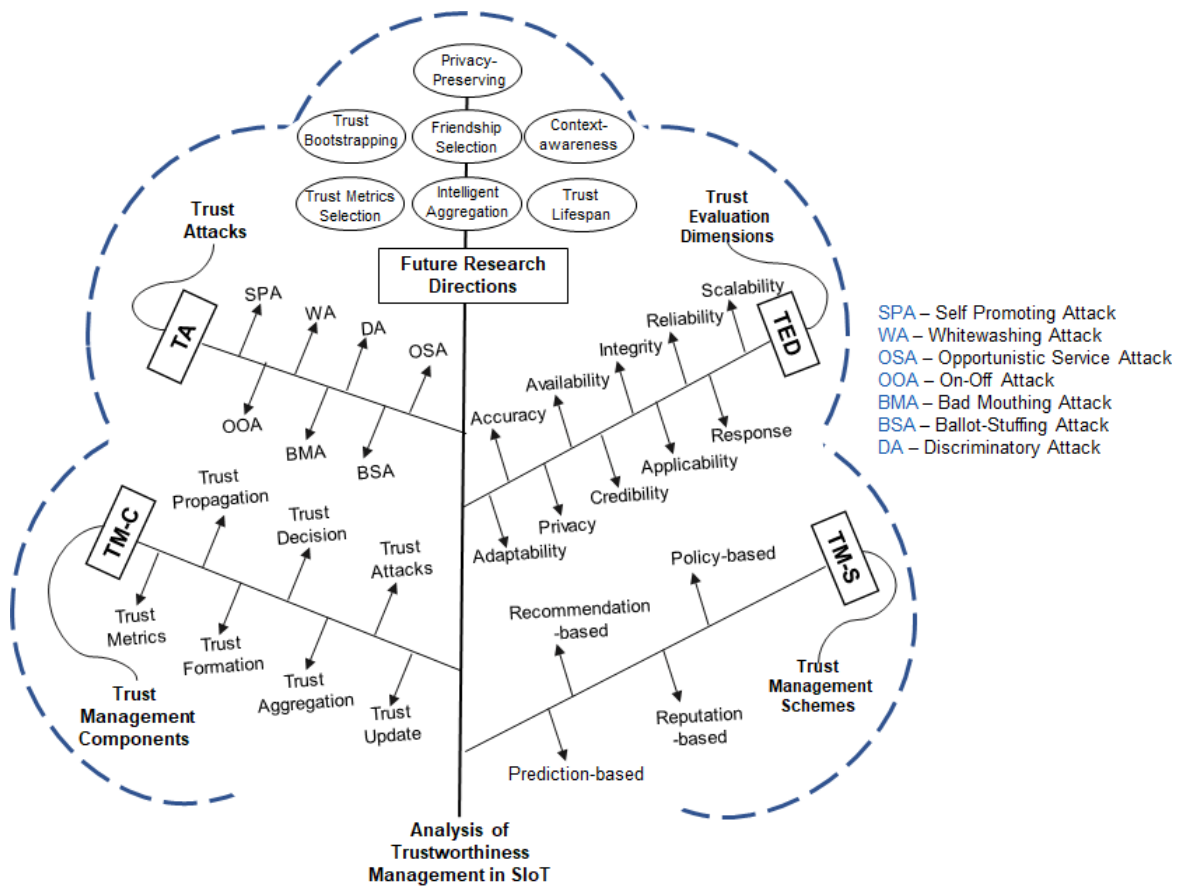 Privacy-
Preserving
Trust
Bootstrapping
Friendship
Selection
Context-
awareness
Trust Metrics
Selection
Intelligent
Aggregation
Trust
Lifespan
Future Research
Directions
Trust
Attacks
TA
SPA
WA
DA
OSA
OOA
BMA
BSA
Trust
Evaluation
Dimensions
TED
Scalability
Reliability
Integrity
Availability
Accuracy
Response
Applicability
Credibility
Privacy
Adaptability
SPA – Self Promoting Attack
WA – Whitewashing Attack
OSA – Opportunistic Service Attack
OOA – On-Off Attack
BMA – Bad Mouthing Attack
BSA – Ballot-Stuffing Attack
DA – Discriminatory Attack
TM-C
Trust
Propagation
Trust
Decision
Trust
Attacks
Trust
Metrics
Trust
Formation
Trust
Aggregation
Trust
Update
Trust
Management
Components
TM-S
Policy-based
Recommendation
-based
Reputation
-based
Prediction-based
Trust
Management
Schemes
Analysis of
Trustworthiness
Management in SIoT